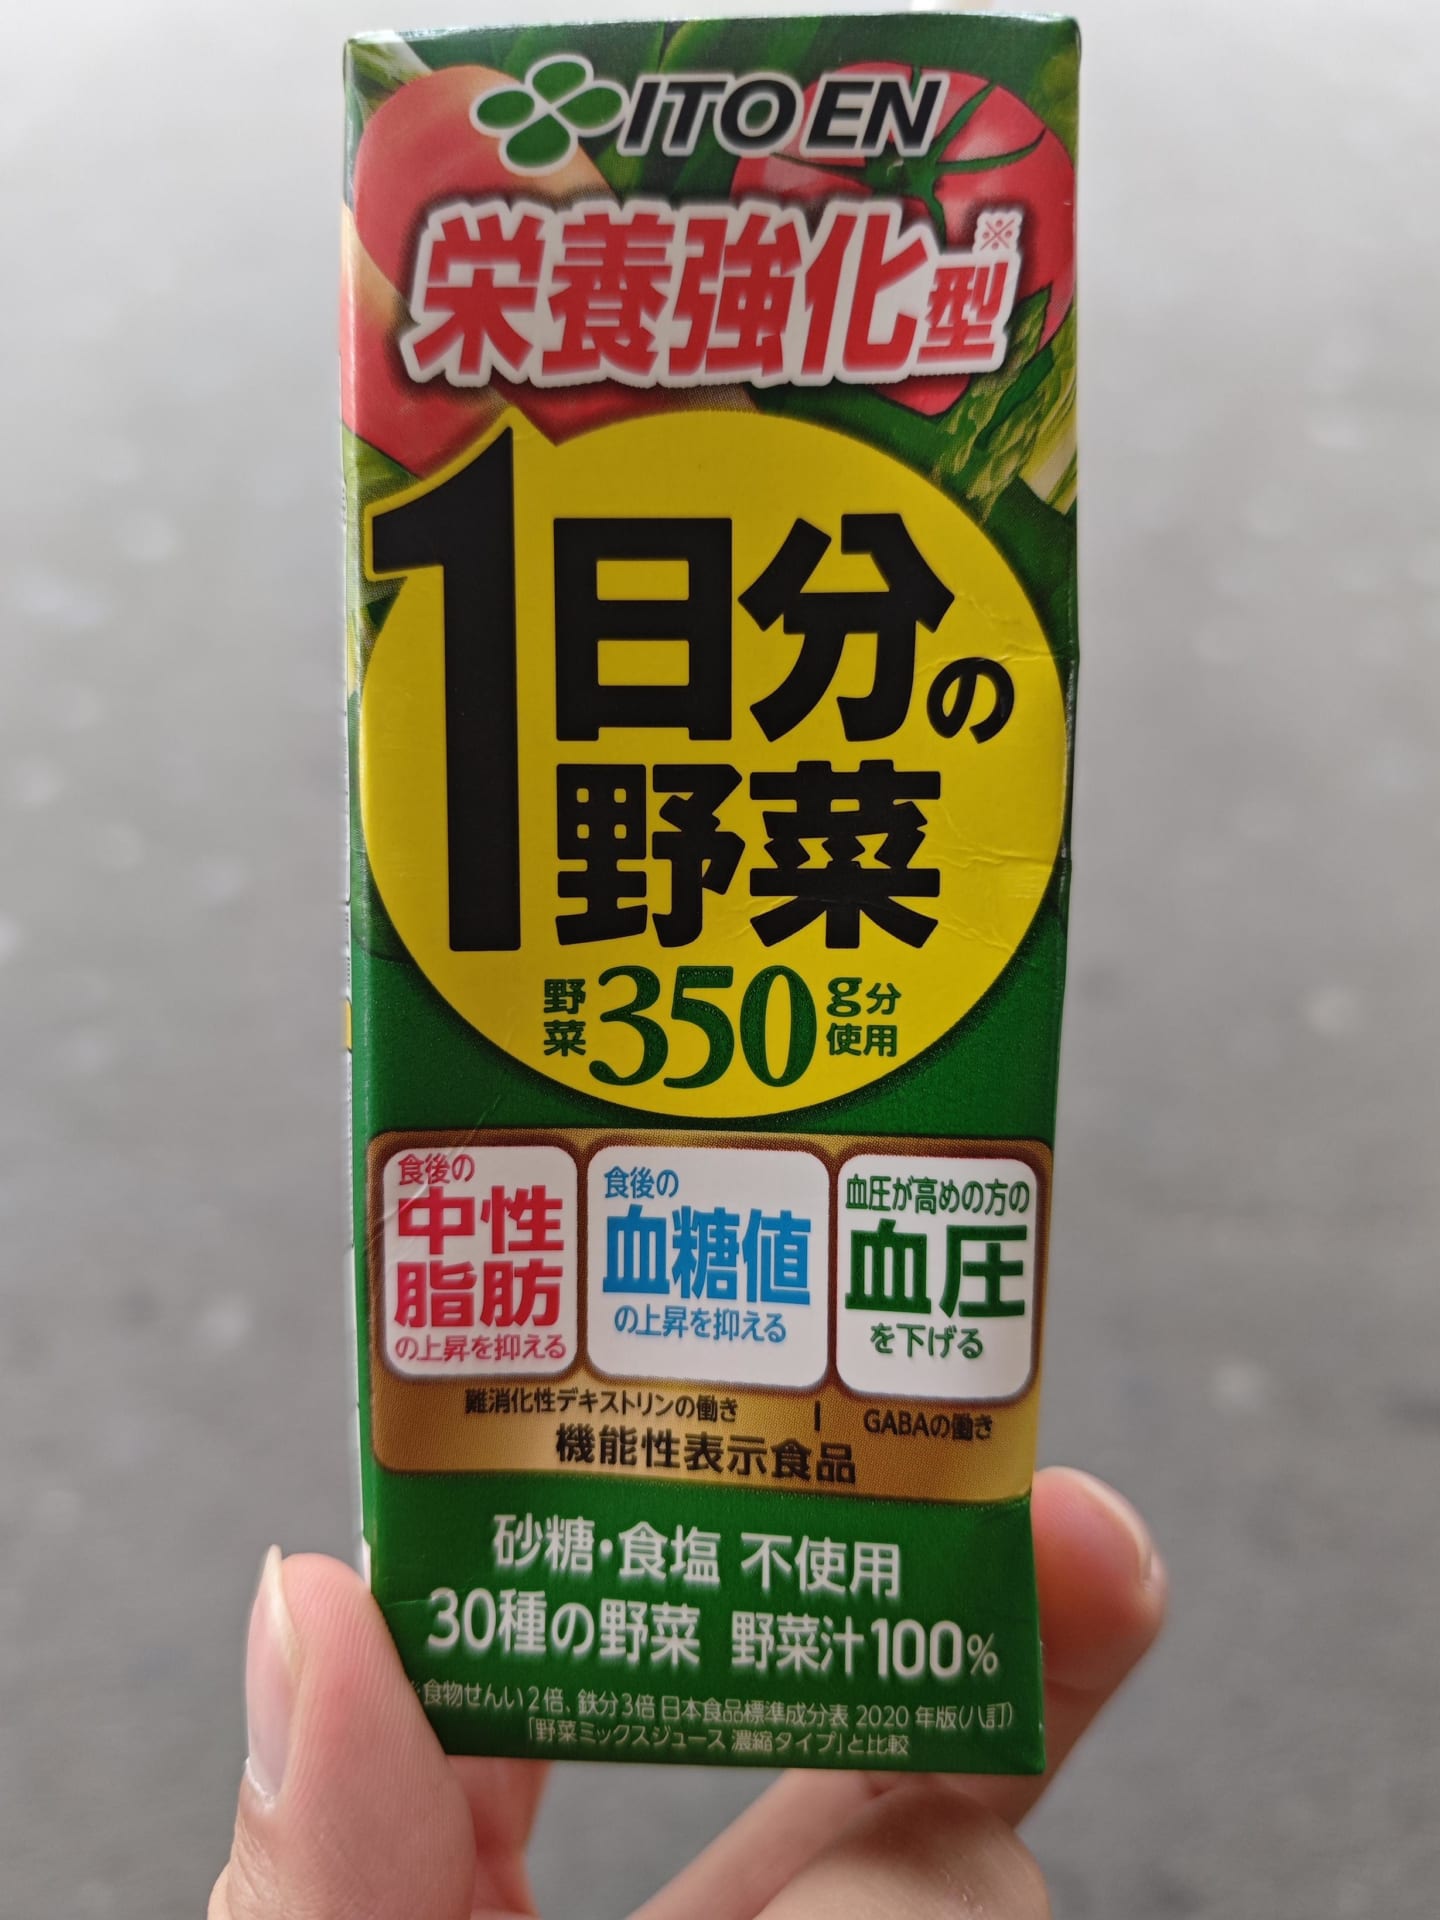 ITO EN
栄養強化型※
1日分の
野菜
野菜350g分使用
食後の
中性
脂肪
の上昇を抑える
食後の
血糖値
の上昇を抑える
血圧が高めの方の
血圧
を下げる
難消化性デキストリンの働き
GABAの働き
機能性表示食品
砂糖・食塩 不使用
30種の野菜 野菜汁100%
※食物せんい2倍、鉄分3倍 日本食品標準成分表 2020年版(八訂)
「野菜ミックスジュース 濃縮タイプ」と比較